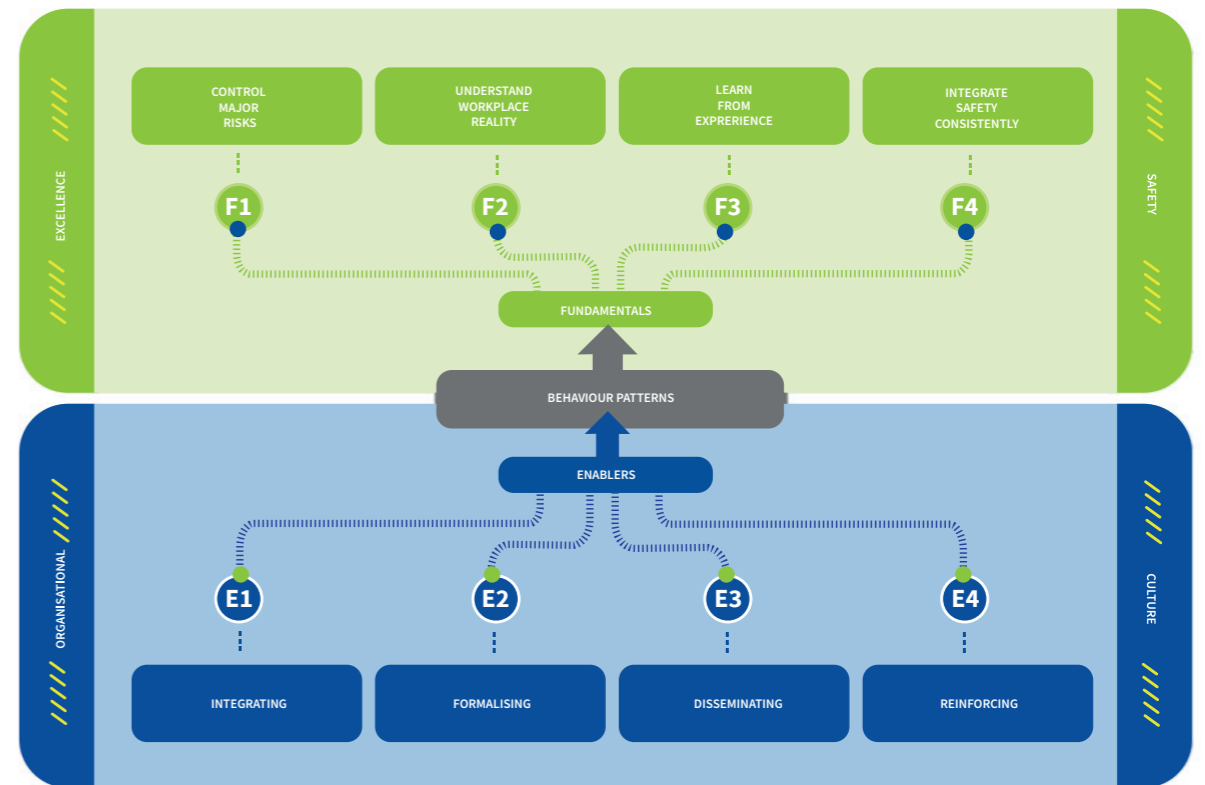 CONTROL
MAJOR
RISKS
UNDERSTAND
WORKPLACE
REALITY
LEARN
FROM
EXPRERIENCE
INTEGRATE
SAFETY
CONSISTENTLY
EXCELLENCE
SAFETY
F1
F2
F3
F4
FUNDAMENTALS
BEHAVIOUR PATTERNS
ENABLERS
ORGANISATIONAL
CULTURE
E1
E2
E3
E4
INTEGRATING
FORMALISING
DISSEMINATING
REINFORCING